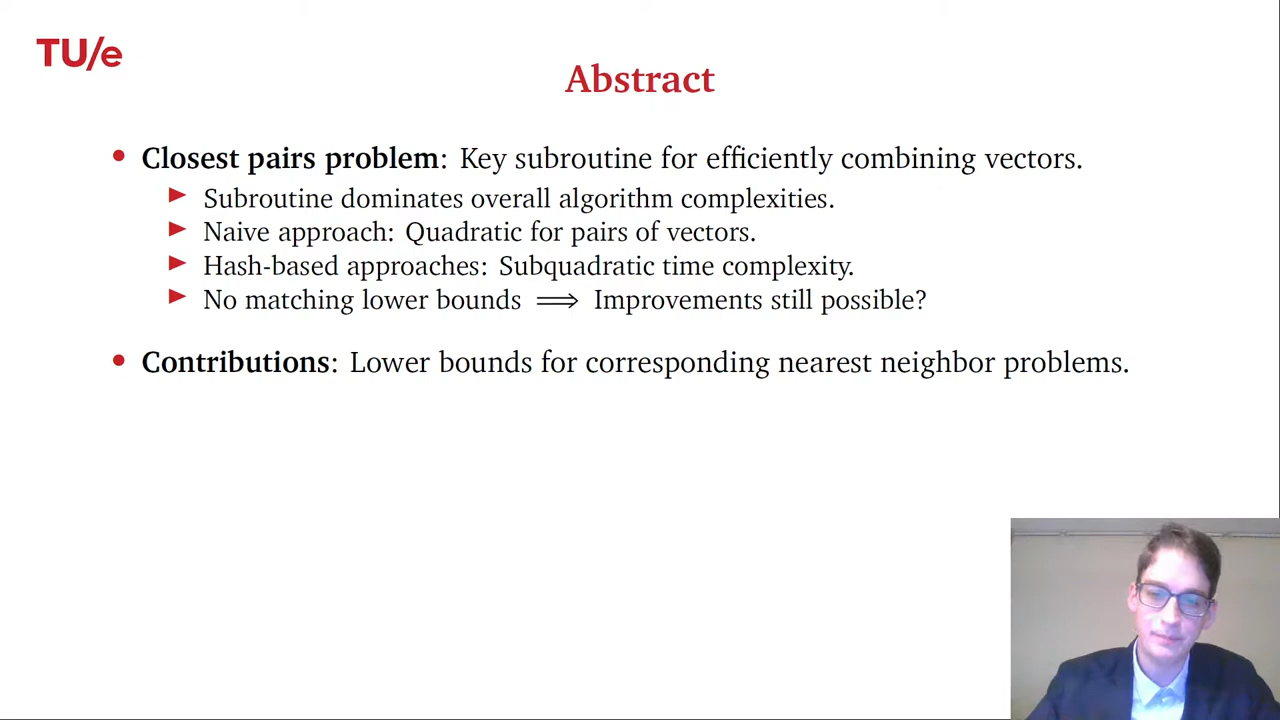 TU/e
Abstract
• Closest pairs problem: Key subroutine for efficiently combining vectors.
▶ Subroutine dominates overall algorithm complexities.
▶ Naive approach: Quadratic for pairs of vectors.
▶ Hash-based approaches: Subquadratic time complexity.
▶ No matching lower bounds ⟹ Improvements still possible?
• Contributions: Lower bounds for corresponding nearest neighbor problems.